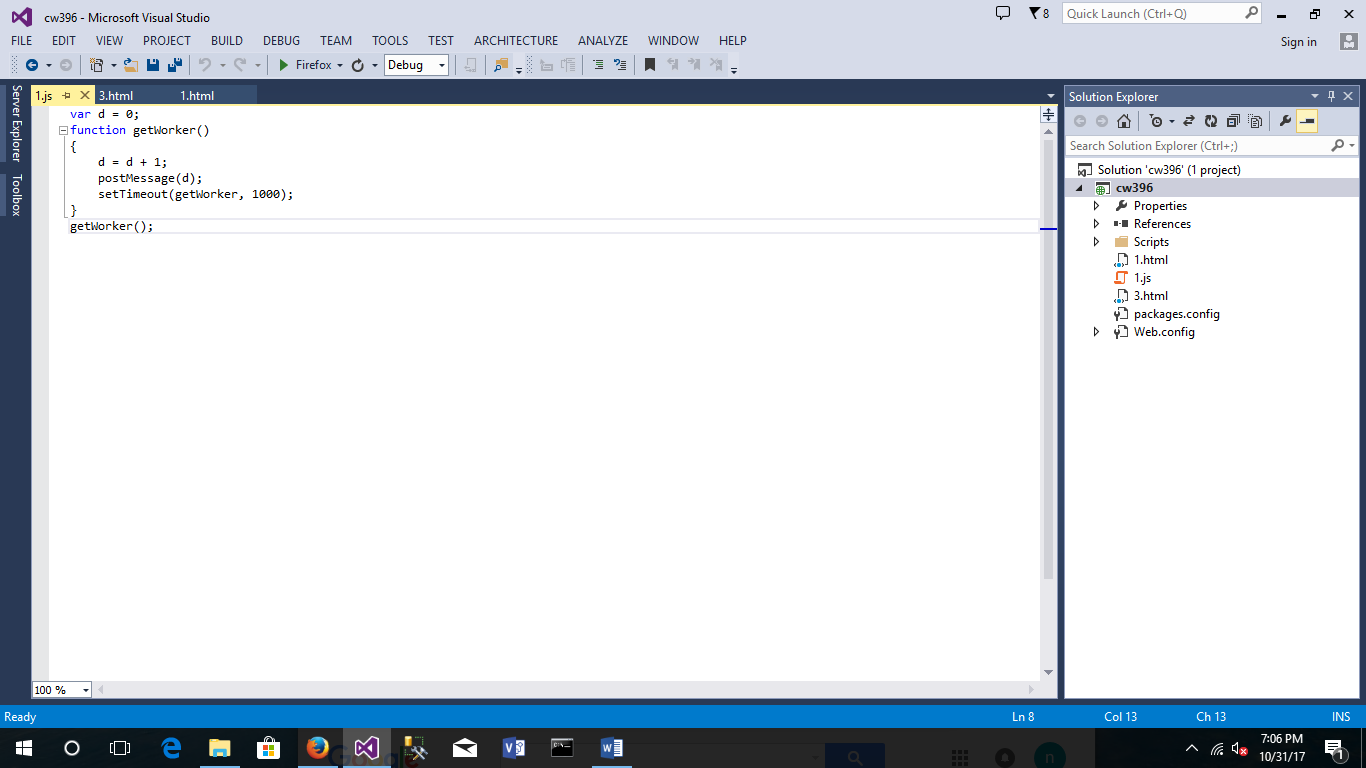 cw396 - Microsoft Visual Studio
8
Quick Launch (Ctrl+Q)
FILE EDIT VIEW PROJECT BUILD DEBUG TEAM TOOLS TEST ARCHITECTURE ANALYZE WINDOW HELP
Sign in
Firefox
Debug
Server Explorer
Toolbox
1.js 3.html 1.html
var d = 0;
function getWorker()
{
d = d + 1;
postMessage(d);
setTimeout(getWorker, 1000);
}
getWorker();
100 %
Solution Explorer
Search Solution Explorer (Ctrl+;)
Solution 'cw396' (1 project)
cw396
Properties
References
Scripts
1.html
1.js
3.html
packages.config
Web.config
Ready
Ln 8 Col 13 Ch 13 INS
Google
n
7:06 PM
10/31/17
1